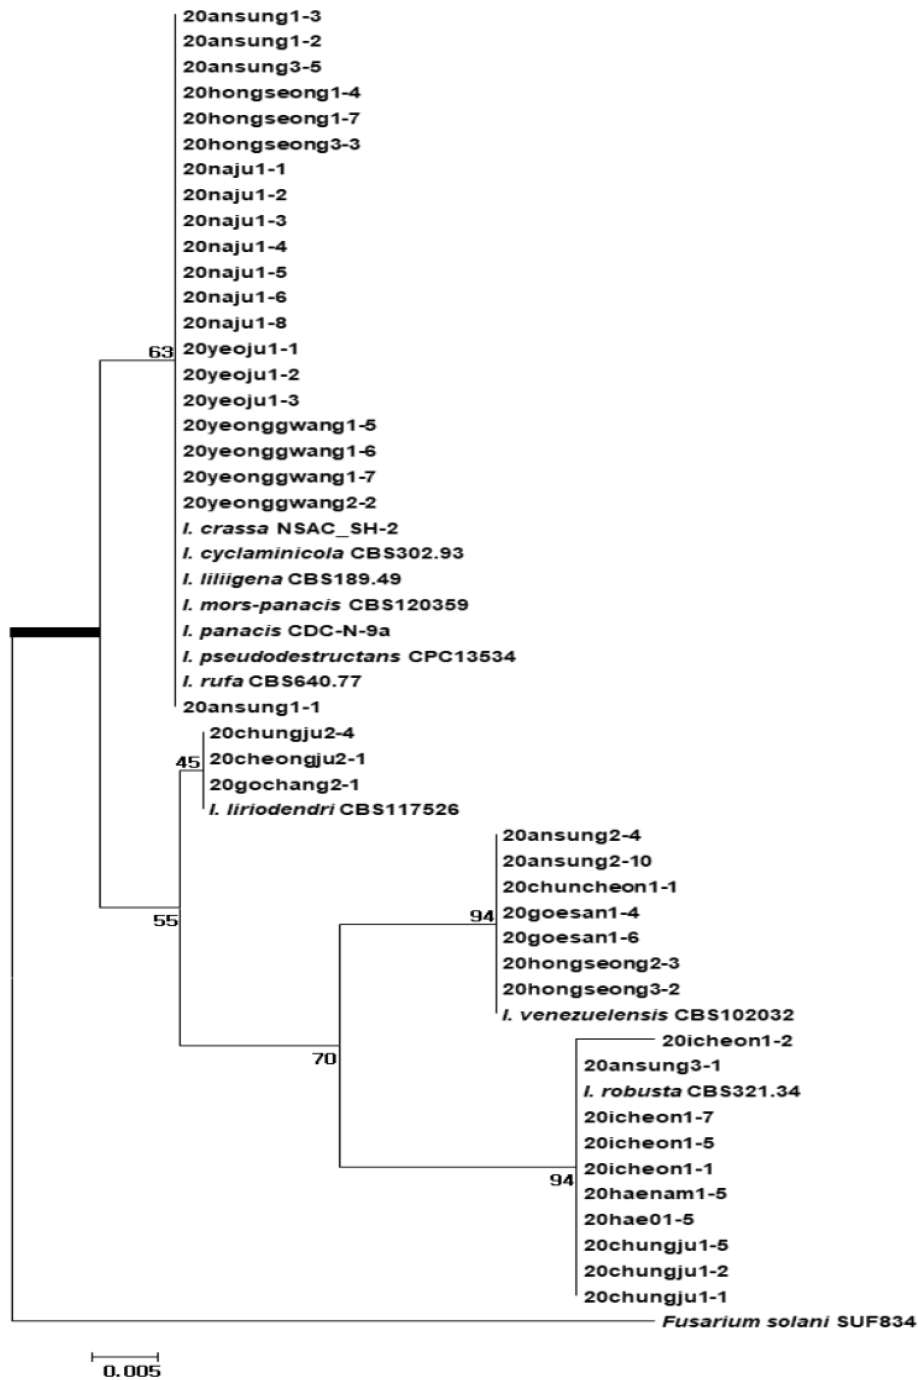 20ansung1-3
20ansung1-2
20ansung3-5
20hongseong1-4
20hongseong1-7
20hongseong3-3
20naju1-1
20naju1-2
20naju1-3
20naju1-4
20naju1-5
20naju1-6
20naju1-8
63
20yeoju1-1
20yeoju1-2
20yeoju1-3
20yeonggwang1-5
20yeonggwang1-6
20yeonggwang1-7
20yeonggwang2-2
I. crassa NSAC_SH-2
I. cyclaminicola CBS302.93
I. liliigena CBS189.49
I. mors-panacis CBS120359
I. panacis CDC-N-9a
I. pseudodestructans CPC13534
I. rufa CBS640.77
20ansung1-1
20chungju2-4
45
20cheongju2-1
20gochang2-1
I. liriodendri CBS117526
20ansung2-4
20ansung2-10
20chuncheon1-1
94
20goesan1-4
55
20goesan1-6
20hongseong2-3
20hongseong3-2
I. venezuelensis CBS102032
20icheon1-2
70
20ansung3-1
I. robusta CBS321.34
20icheon1-7
20icheon1-5
20icheon1-1
94
20haenam1-5
20hae01-5
20chungju1-5
20chungju1-2
20chungju1-1
Fusarium solani SUF834
0.005